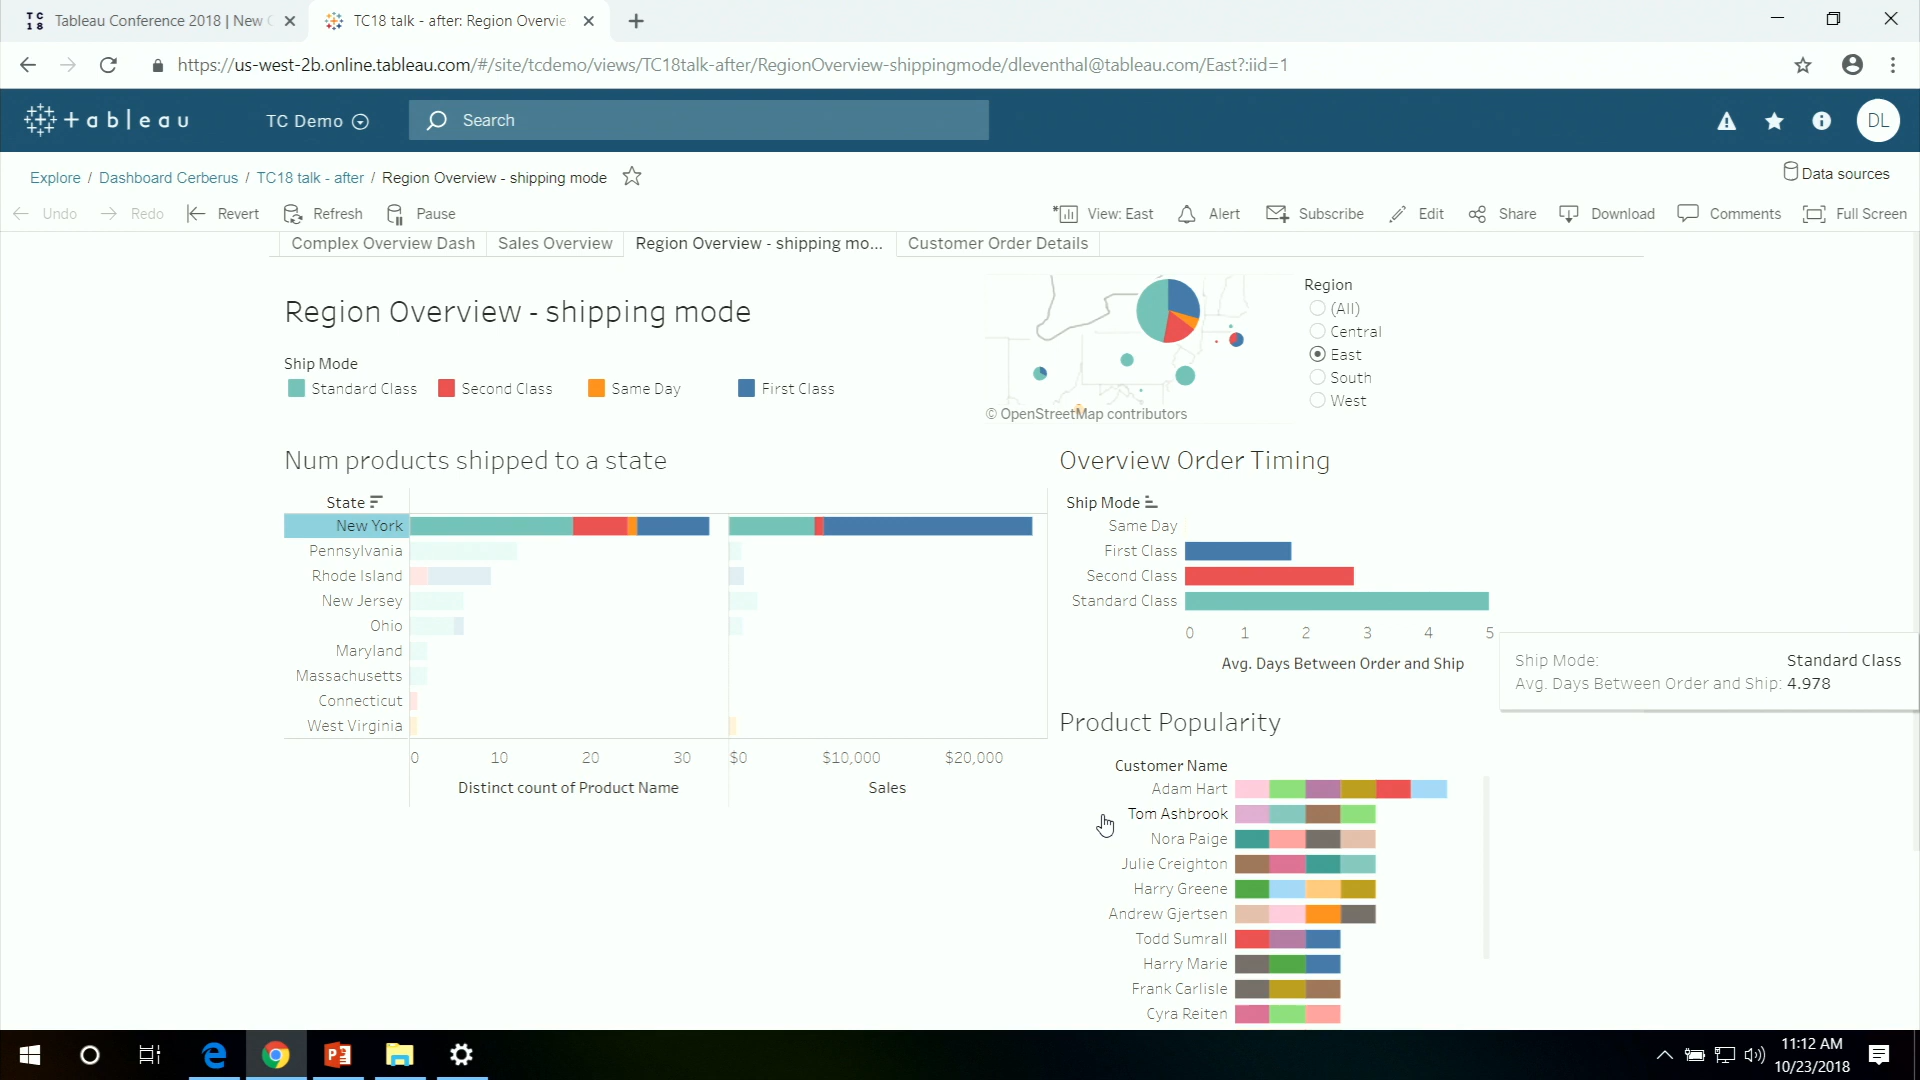 TC 18
Tableau Conference 2018 | New
TC18 talk - after: Region Overvie
https://us-west-2b.online.tableau.com/#/site/tcdemo/views/TC18talk-after/RegionOverview-shippingmode/dleventhal@tableau.com/East?:iid=1
+ableau
TC Demo
Search
DL
Explore / Dashboard Cerberus / TC18 talk - after / Region Overview - shipping mode
Data sources
Undo Redo Revert Refresh Pause View: East Alert Subscribe Edit Share Download Comments Full Screen
Complex Overview Dash Sales Overview Region Overview - shipping mo... Customer Order Details
Region Overview - shipping mode
Ship Mode
Standard Class Second Class Same Day First Class
© OpenStreetMap contributors
Region
(All)
Central
East
South
West
Num products shipped to a state
State
New York
Pennsylvania
Rhode Island
New Jersey
Ohio
Maryland
Massachusetts
Connecticut
West Virginia
0 10 20 30 $0 $10,000 $20,000
Distinct count of Product Name Sales
Overview Order Timing
Ship Mode
Same Day
First Class
Second Class
Standard Class
0 1 2 3 4 5
Avg. Days Between Order and Ship
Ship Mode: Standard Class
Avg. Days Between Order and Ship: 4.978
Product Popularity
Customer Name
Adam Hart
Tom Ashbrook
Nora Paige
Julie Creighton
Harry Greene
Andrew Gjertsen
Todd Sumrall
Harry Marie
Frank Carlisle
Cyra Reiten
11:12 AM
10/23/2018